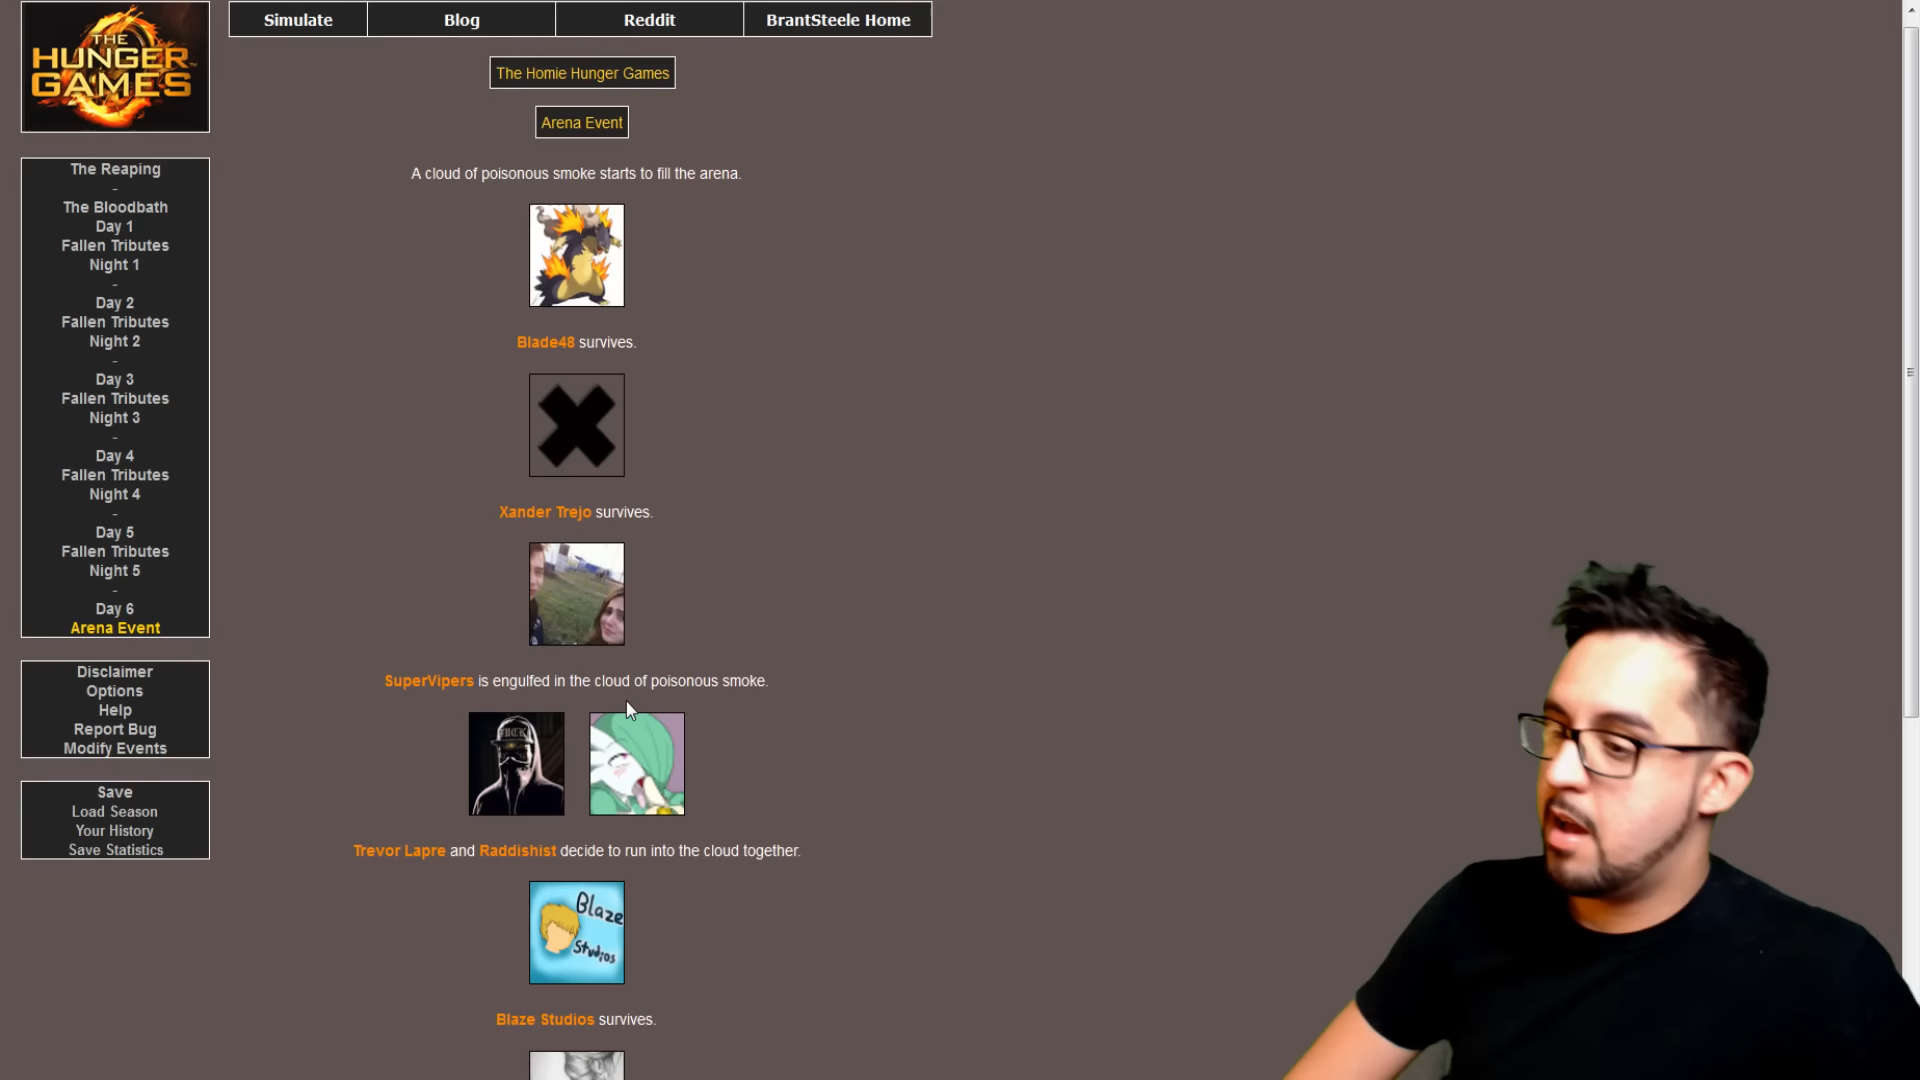 THE
HUNGER
GAMES
Simulate
Blog
Reddit
BrantSteele Home
The Homie Hunger Games
Arena Event
The Reaping
-
The Bloodbath
Day 1
Fallen Tributes
Night 1
-
Day 2
Fallen Tributes
Night 2
-
Day 3
Fallen Tributes
Night 3
-
Day 4
Fallen Tributes
Night 4
-
Day 5
Fallen Tributes
Night 5
-
Day 6
Arena Event
Disclaimer
Options
Help
Report Bug
Modify Events
Save
Load Season
Your History
Save Statistics
A cloud of poisonous smoke starts to fill the arena.
Blade48 survives.
Xander Trejo survives.
SuperVipers is engulfed in the cloud of poisonous smoke.
Trevor Lapre and Raddishist decide to run into the cloud together.
Blaze
Studios
Blaze Studios survives.